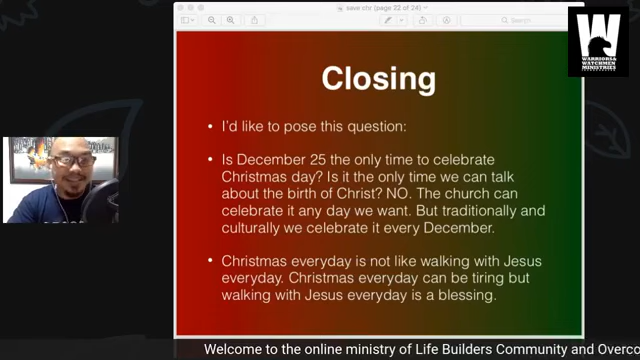 save chr. (page 22 of 24)
Search
WARRIORS &
WATCHMEN
MINISTRIES
Closing
• I'd like to pose this question:
• Is December 25 the only time to celebrate
Christmas day? Is it the only time we can talk
about the birth of Christ? NO. The church can
celebrate it any day we want. But traditionally and
culturally we celebrate it every December.
• Christmas everyday is not like walking with Jesus
everyday. Christmas everyday can be tiring but
walking with Jesus everyday is a blessing.
Welcome to the online ministry of Life Builders Community and Overco